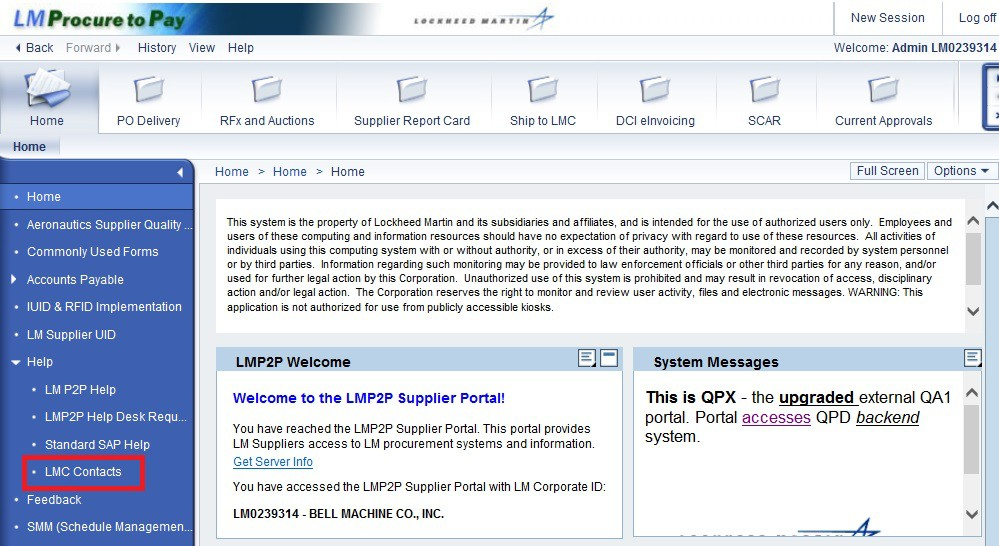 LM Procure to Pay
LOCKHEED MARTIN
New Session
Log off
Back Forward History View Help
Welcome: Admin LM0239314
Home
PO Delivery
RFx and Auctions
Supplier Report Card
Ship to LMC
DCI eInvoicing
SCAR
Current Approvals
Home
Home
Aeronautics Supplier Quality ...
Commonly Used Forms
Accounts Payable
IUID & RFID Implementation
LM Supplier UID
Help
LM P2P Help
LMP2P Help Desk Requ...
Standard SAP Help
LMC Contacts
Feedback
SMM (Schedule Managemen...
Home > Home > Home
Full Screen
Options
This system is the property of Lockheed Martin and its subsidiaries and affiliates, and is intended for the use of authorized users only. Employees and
users of these computing and information resources should have no expectation of privacy with regard to use of these resources. All activities of
individuals using this computing system with or without authority, or in excess of their authority, may be monitored and recorded by system personnel
or by third parties. Information regarding such monitoring may be provided to law enforcement officials or other third parties for any reason, and/or
used for further legal action by this Corporation. Unauthorized use of this system is prohibited and may result in revocation of access, disciplinary
action and/or legal action. The Corporation reserves the right to monitor and review user activity, files and electronic messages. WARNING: This
application is not authorized for use from publicly accessible kiosks.
LMP2P Welcome
Welcome to the LMP2P Supplier Portal!
You have reached the LMP2P Supplier Portal. This portal provides
LM Suppliers access to LM procurement systems and information.
Get Server Info
You have accessed the LMP2P Supplier Portal with LM Corporate ID:
LM0239314 - BELL MACHINE CO., INC.
System Messages
This is QPX - the upgraded external QA1
portal. Portal accesses QPD backend
system.